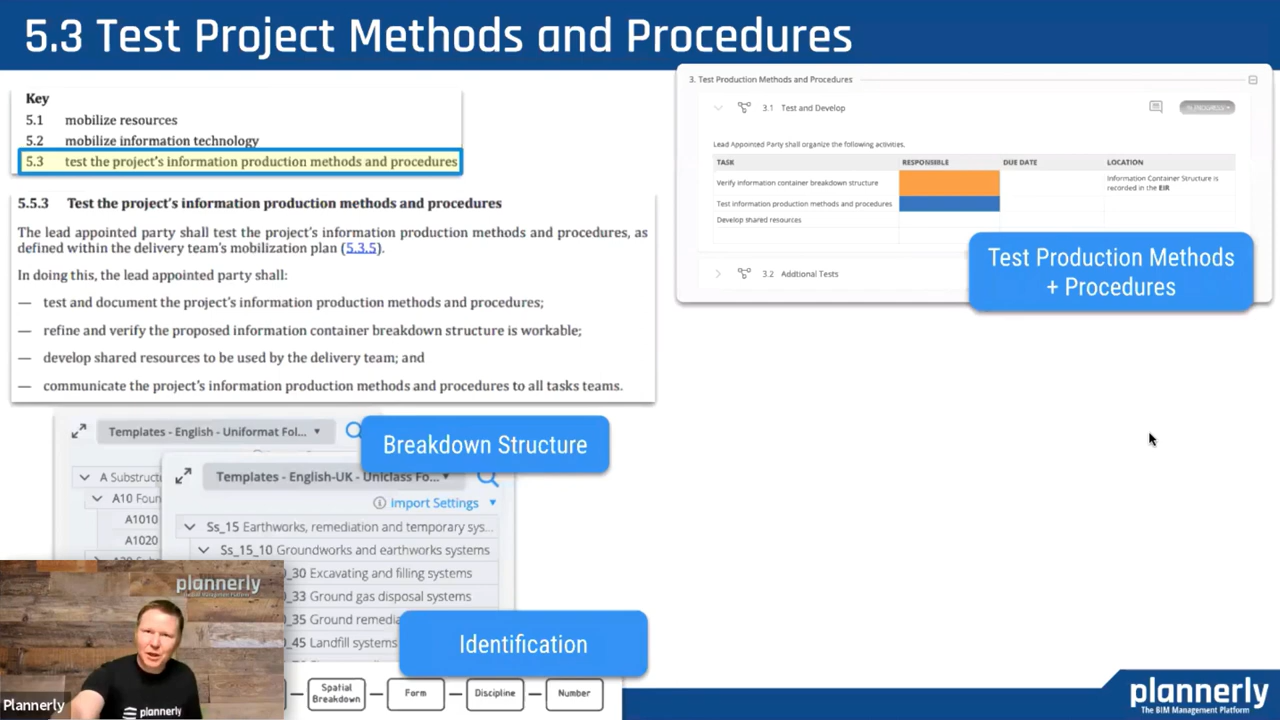 5.3 Test Project Methods and Procedures
Key
5.1 mobilize resources
5.2 mobilize information technology
5.3 test the project's information production methods and procedures
5.5.3 Test the project's information production methods and procedures
The lead appointed party shall test the project's information production methods and procedures, as
defined within the delivery team's mobilization plan (5.3.5).
In doing this, the lead appointed party shall:
— test and document the project's information production methods and procedures;
— refine and verify the proposed information container breakdown structure is workable;
— develop shared resources to be used by the delivery team; and
— communicate the project's information production methods and procedures to all tasks teams.
3. Test Production Methods and Procedures
3.1 Test and Develop
PROGRESS
Lead Appointed Party shall organize the following activities.
TASK RESPONSIBLE DUE DATE LOCATION
Verify information container breakdown structure
Information Container Structure is
recorded in the EIR
Test information production methods and procedures
Develop shared resources
3.2 Addtional Tests
Test Production Methods
+ Procedures
Templates - English - Uniformat Fol...
Breakdown Structure
A Substruc
A10 Foun
A1010
A1020
Templates - English-UK - Uniclass Fo...
Import Settings
Ss_15 Earthworks, remediation and temporary sys...
Ss_15_10 Groundworks and earthworks systems
_30 Excavating and filling systems
_33 Ground gas disposal systems
_35 Ground remedia
_45 Landfill systems
Identification
Spatial
Breakdown
Form
Discipline
Number
plannerly
plannerly
Plannerly
plannerly
The BIM Management Platform